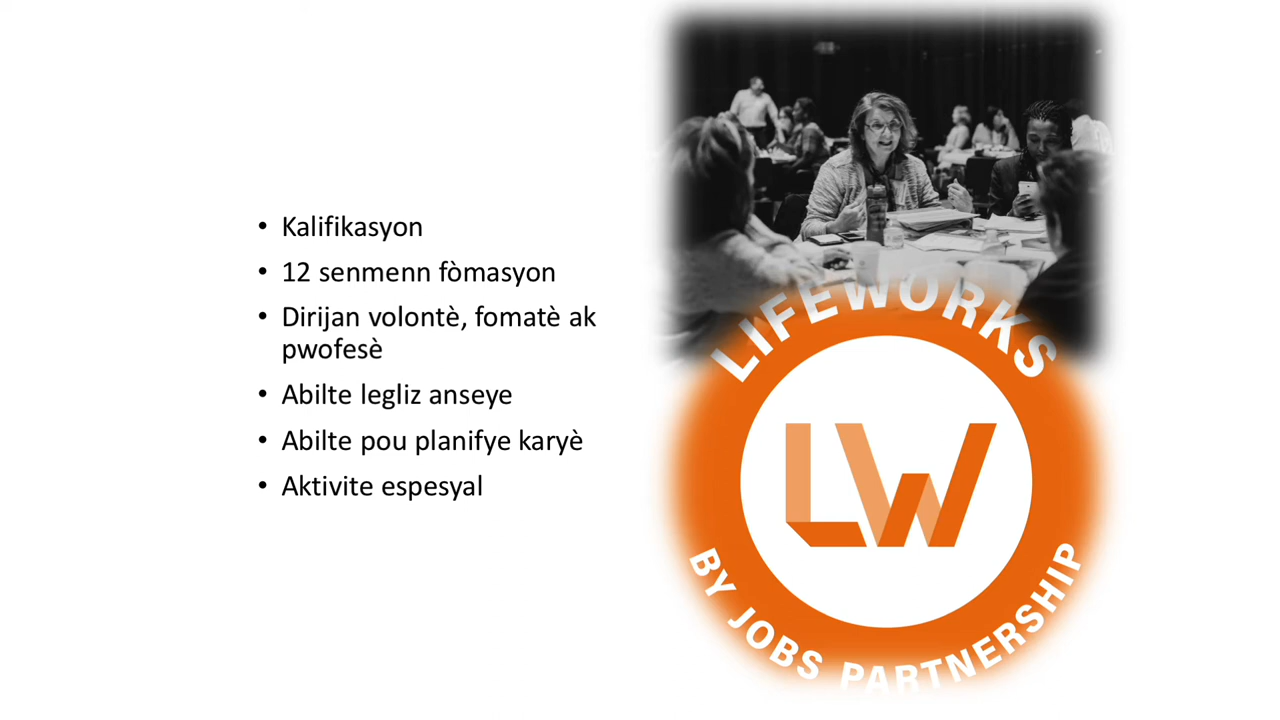 • Kalifikasyon
• 12 senmenn fòmasyon
• Dirijan volontè, fomatè ak
pwofesè
• Abilte legliz anseye
• Abilte pou planifye karyè
• Aktivite espesyal
LIFEWORKS
LW
BY JOBS PARTNERSHIP